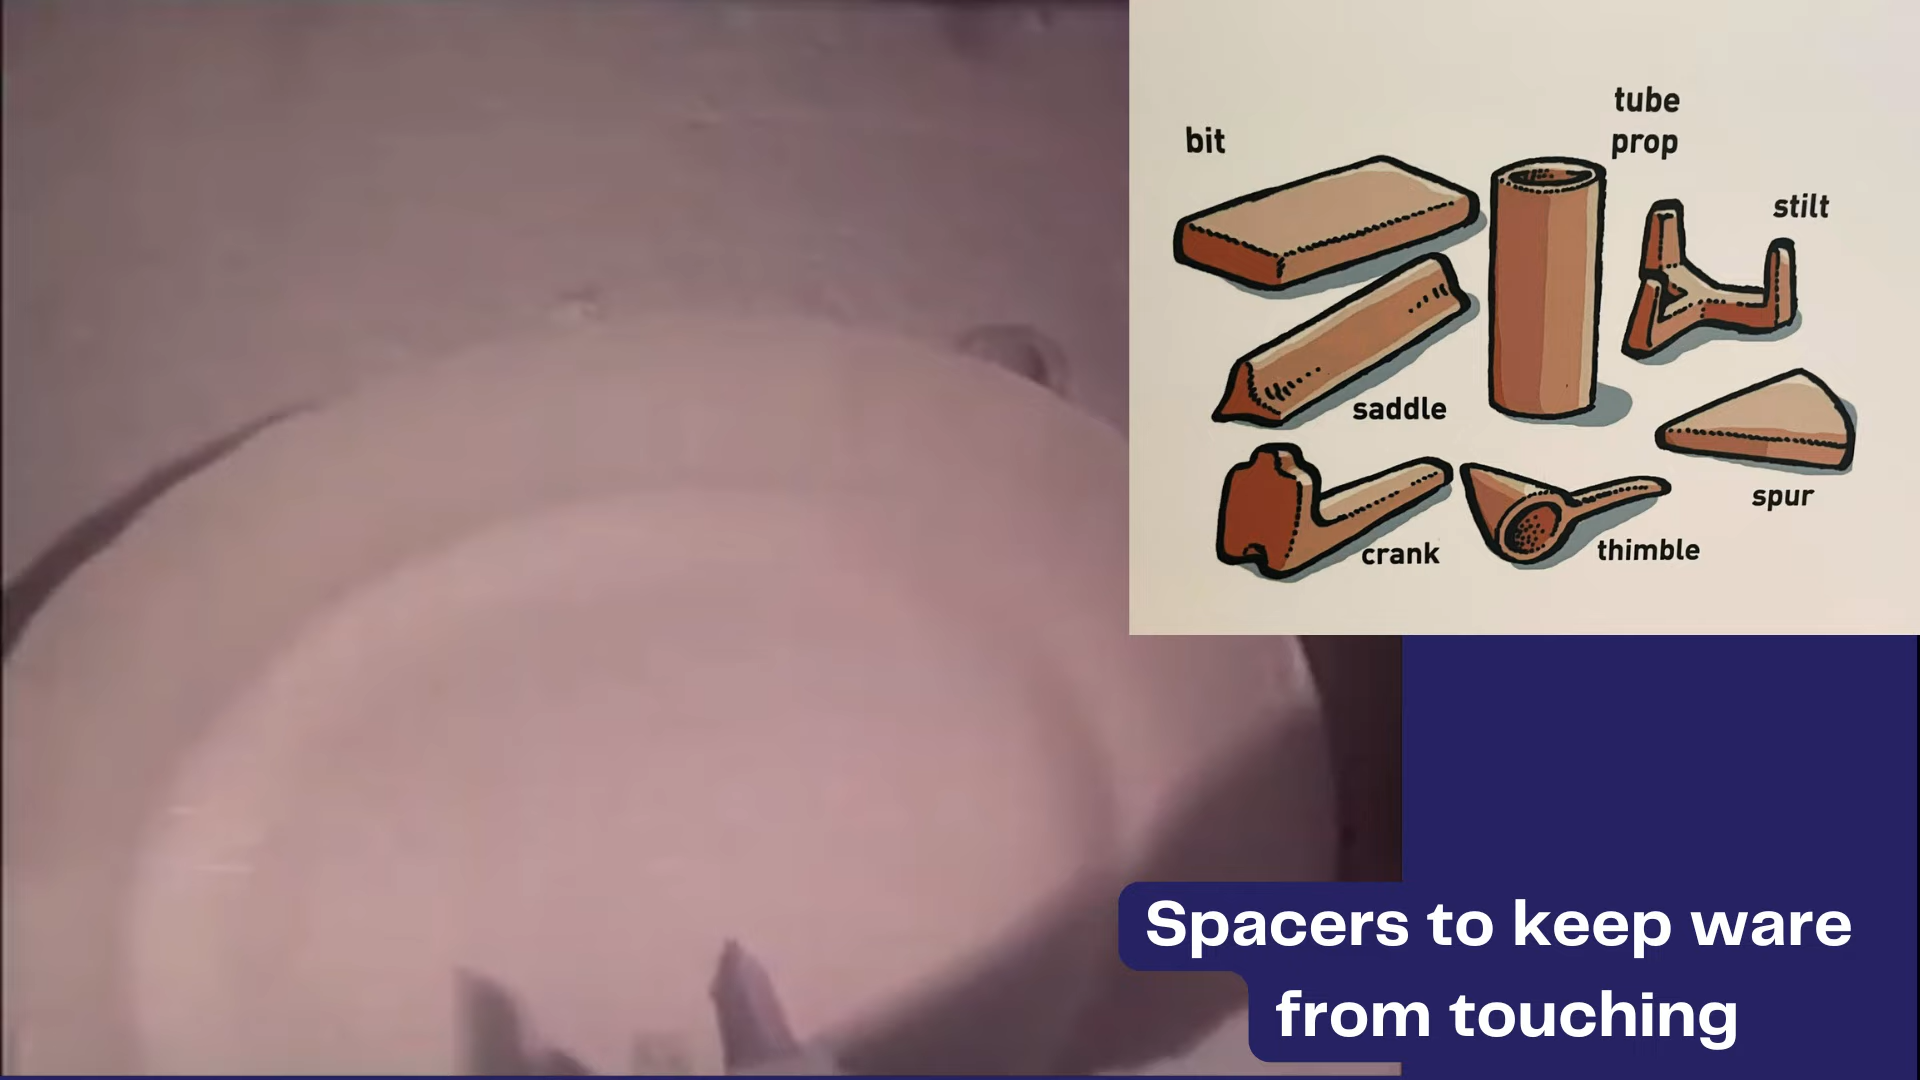 bit
tube
prop
stilt
saddle
spur
crank
thimble
Spacers to keep ware
from touching